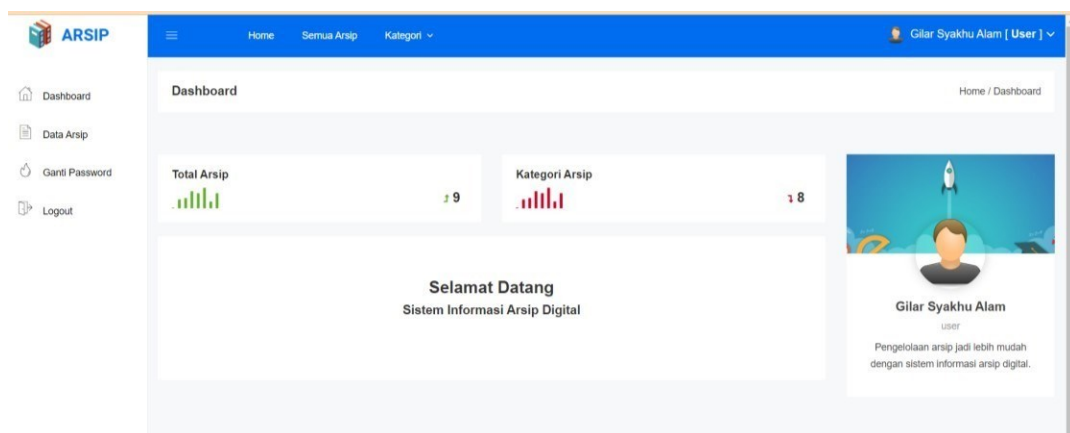 ARSIP
Home Semua Arsip Kategori
Gilar Syakhu Alam [ User ]
Dashboard
Data Arsip
Ganti Password
Logout
Dashboard
Home / Dashboard
Total Arsip
9
Kategori Arsip
8
Selamat Datang
Sistem Informasi Arsip Digital
Gilar Syakhu Alam
user
Pengelolaan arsip jadi lebih mudah
dengan sistem informasi arsip digital.